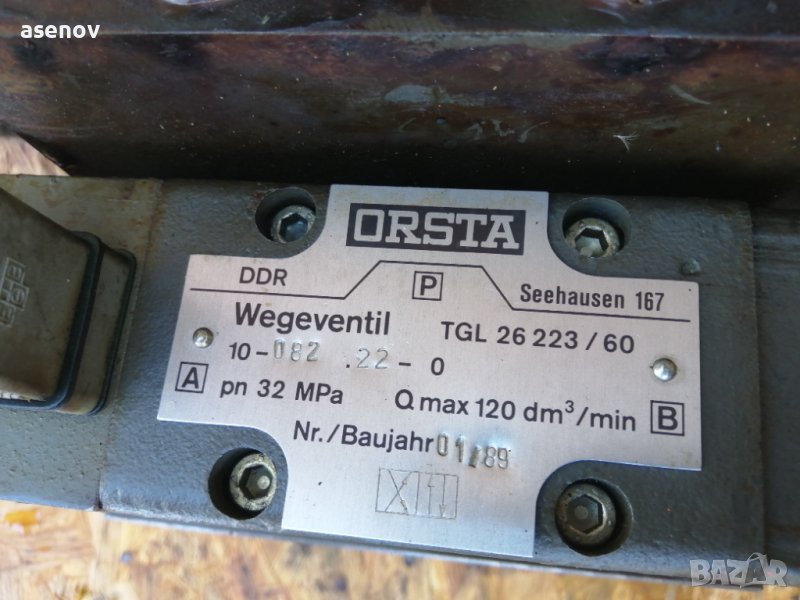 asenov
ORSTA
DDR
P
Seehausen 167
Wegeventil
TGL 26 223/60
10-082.22-0
A
pn 32 MPa
Q max 120 dm³/min
B
Nr./Baujahr 01/89
BAZAR